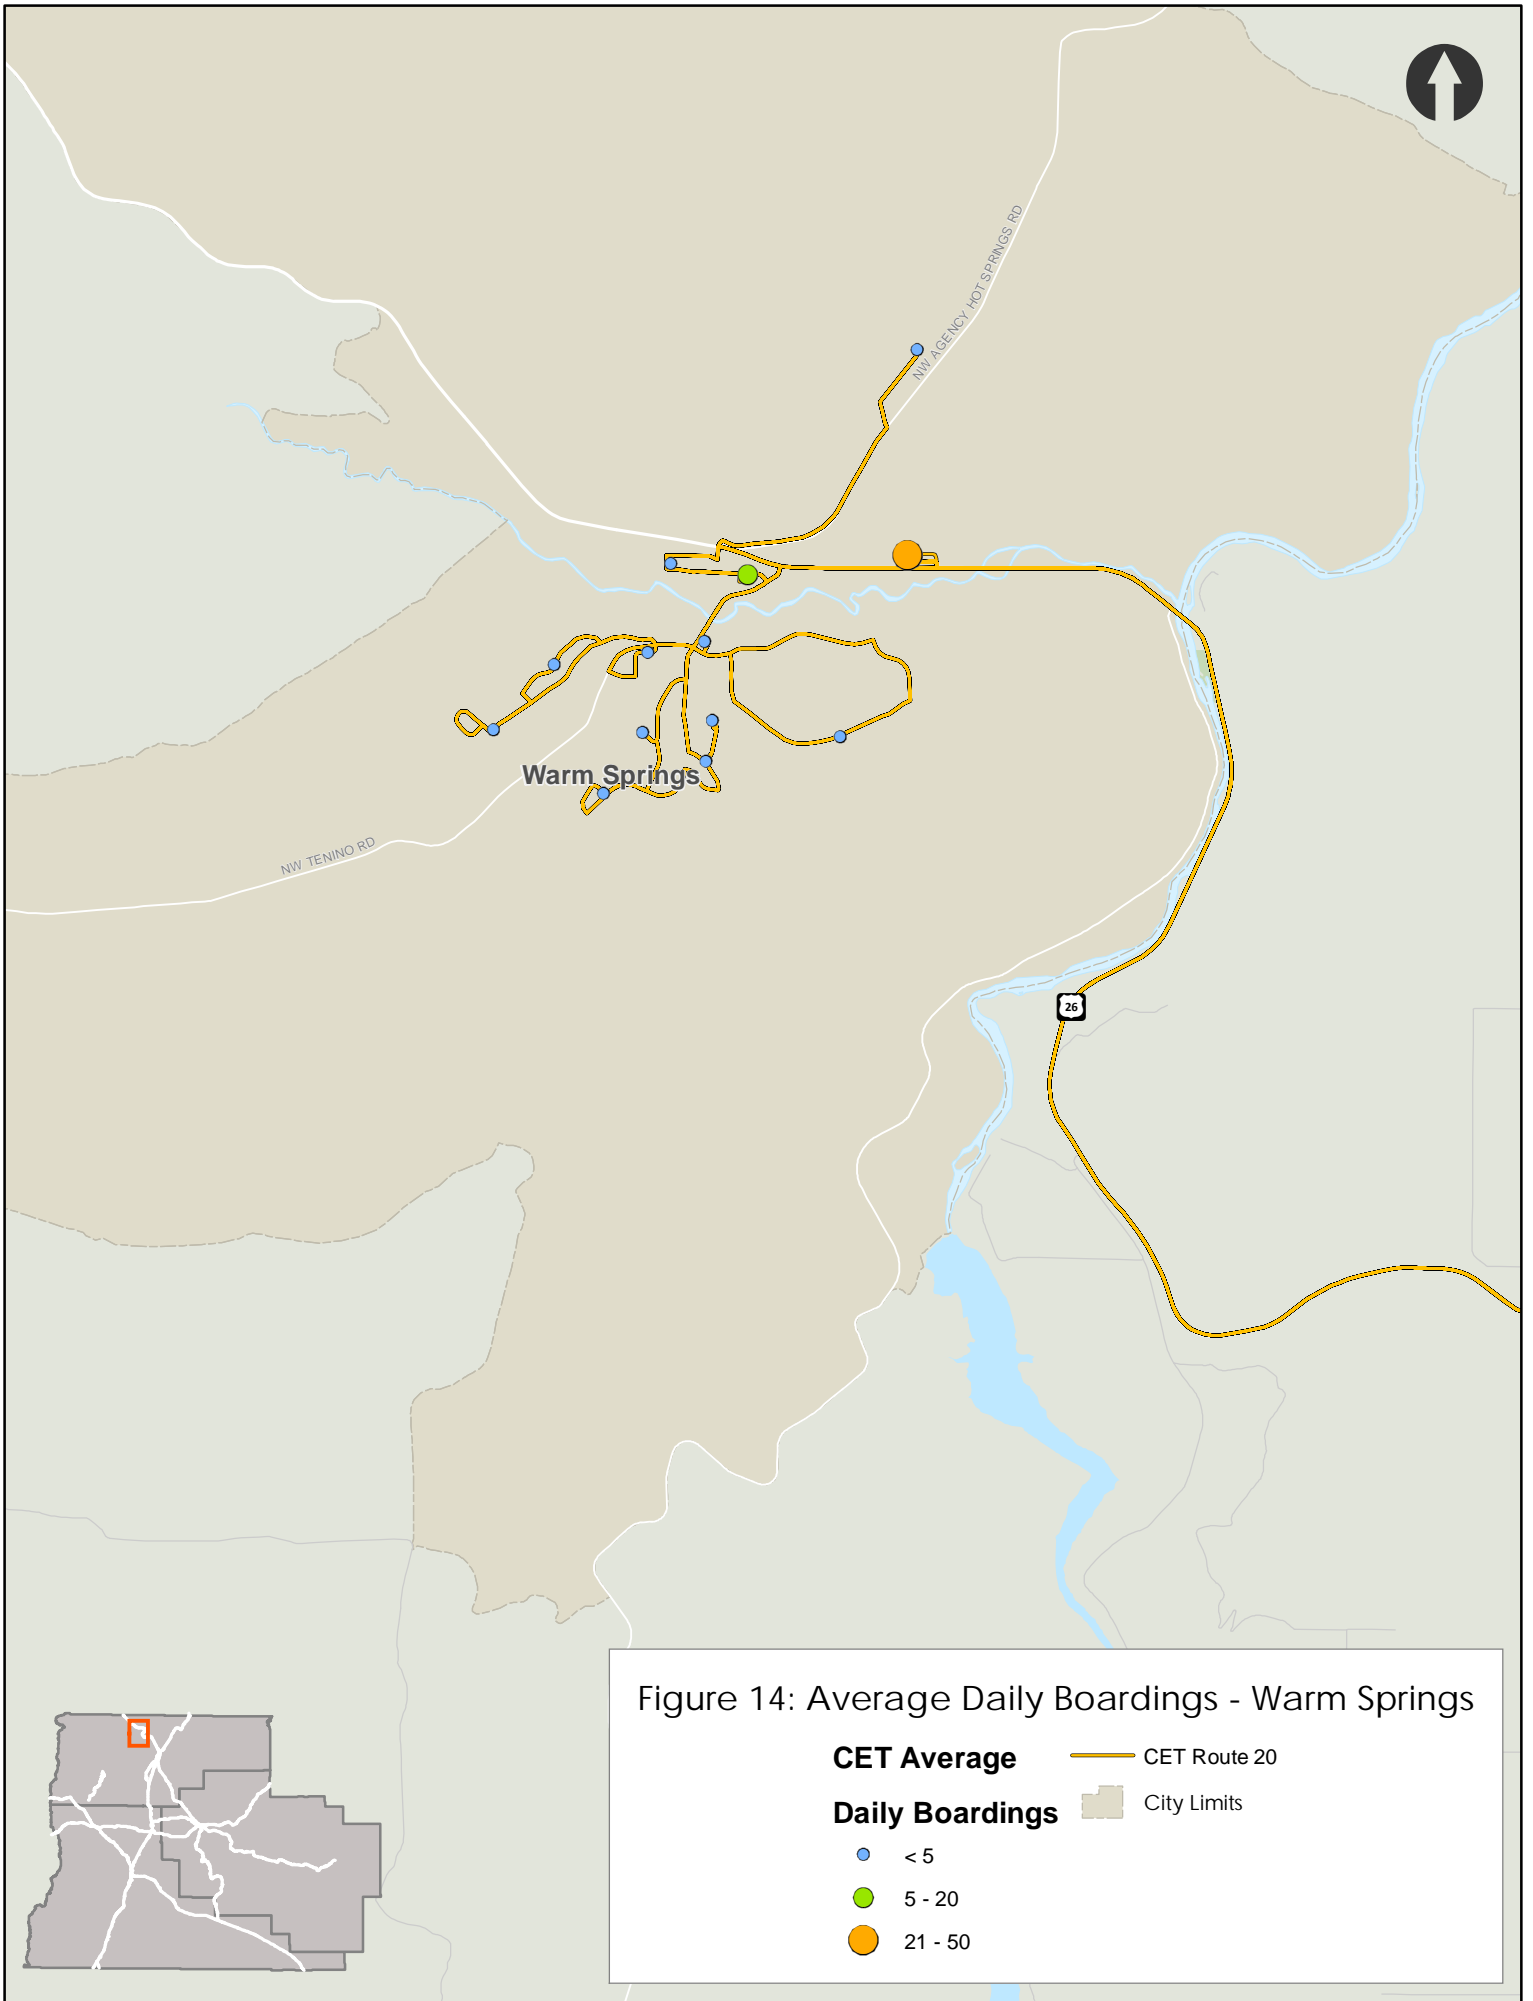 NW AGENCY HOT SPRINGS RD
Warm Springs
NW TENINO RD
26
Figure 14: Average Daily Boardings - Warm Springs
CET Average
Daily Boardings
< 5
5 - 20
21 - 50
CET Route 20
City Limits